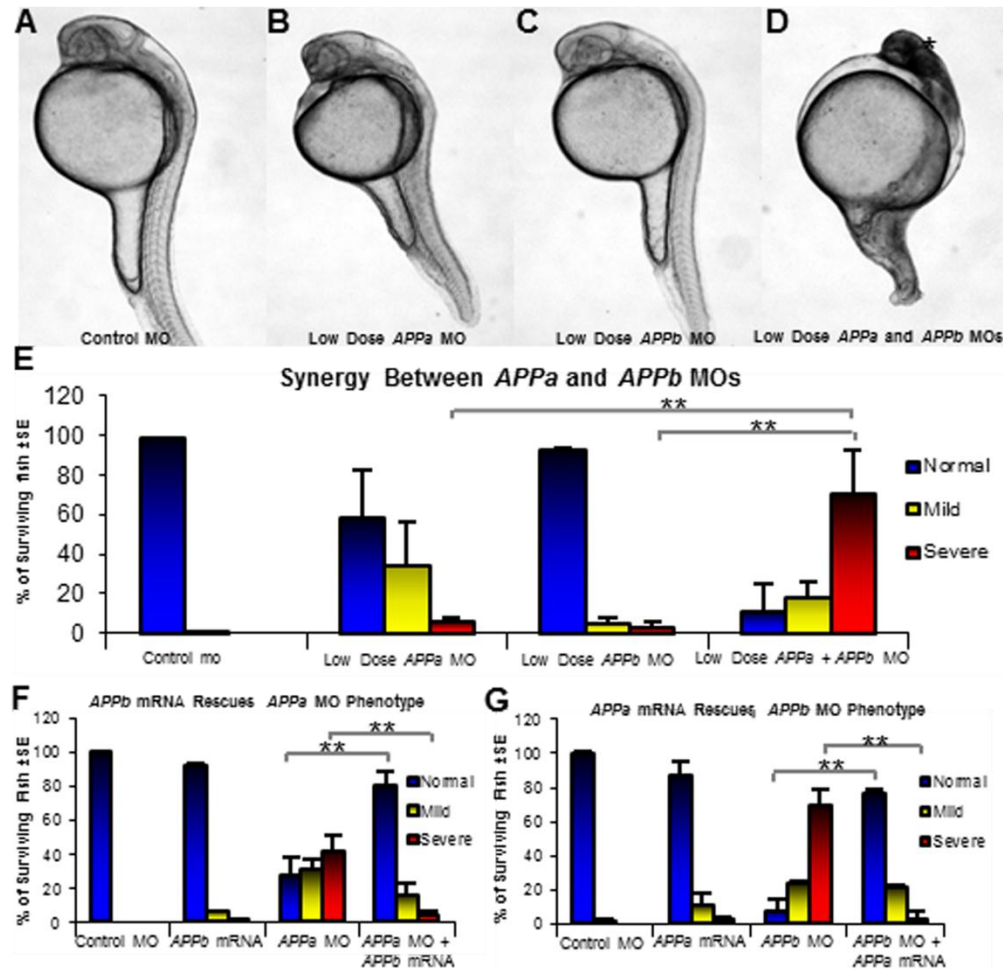 A
B
C
D
*
Control MO
Low Dose APPa MO
Low Dose APPb MO
Low Dose APPa and APPb MOs
E
Synergy Between APPa and APPb MOs
% of Surviving fish ±SE
120
100
80
60
40
20
0
**
**
Normal
Mild
Severe
Control mo
Low Dose APPa MO
Low Dose APPb MO
Low Dose APPa + APPb MO
F
APPb mRNA Rescues APPa MO Phenotype
% of Surviving Fish ±SE
120
100
80
60
40
20
0
**
**
Normal
Mild
Severe
Control MO
APPb mRNA
APPa MO
APPa MO +
APPb mRNA
G
APPa mRNA Rescues APPb MO Phenotype
% of Surviving Fish ±SE
120
100
80
60
40
20
0
**
**
Normal
Mild
Severe
Control MO
APPa mRNA
APPb MO
APPb MO +
APPa mRNA